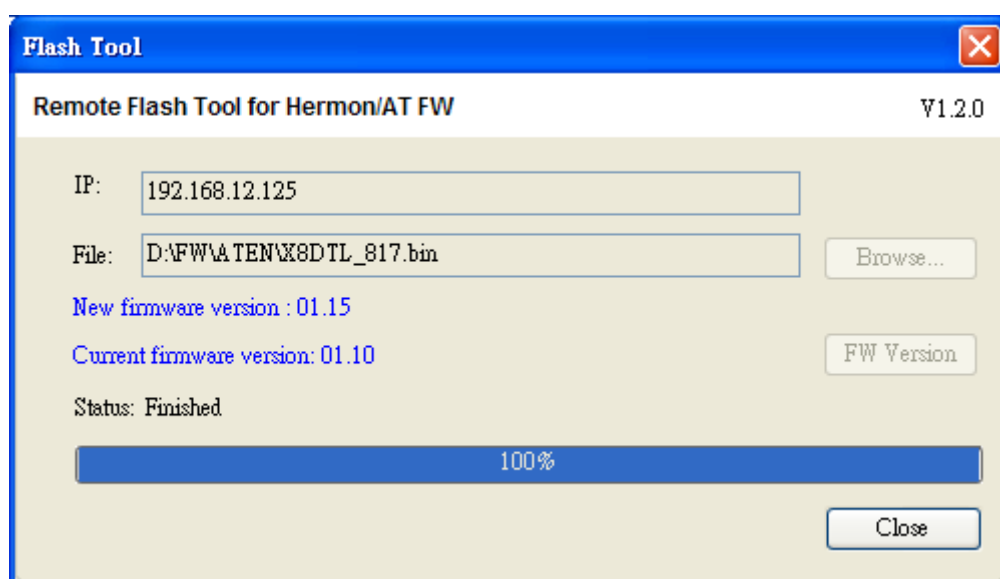 Flash Tool
Remote Flash Tool for Hermon/AT FW V1.2.0
IP: 192.168.12.125
File: D:\FW\ATEN\X8DTL_817.bin Browse...
New firmware version : 01.15
Current firmware version: 01.10 FW Version
Status: Finished
100%
Close